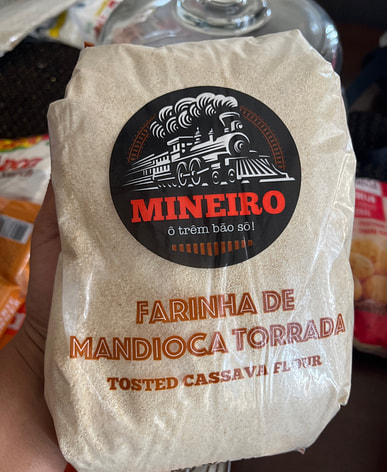 MINEIRO
ô trêm bão sô!
FARINHA DE
MANDIOCA TORRADA
TOSTED CASSAVA FLOUR